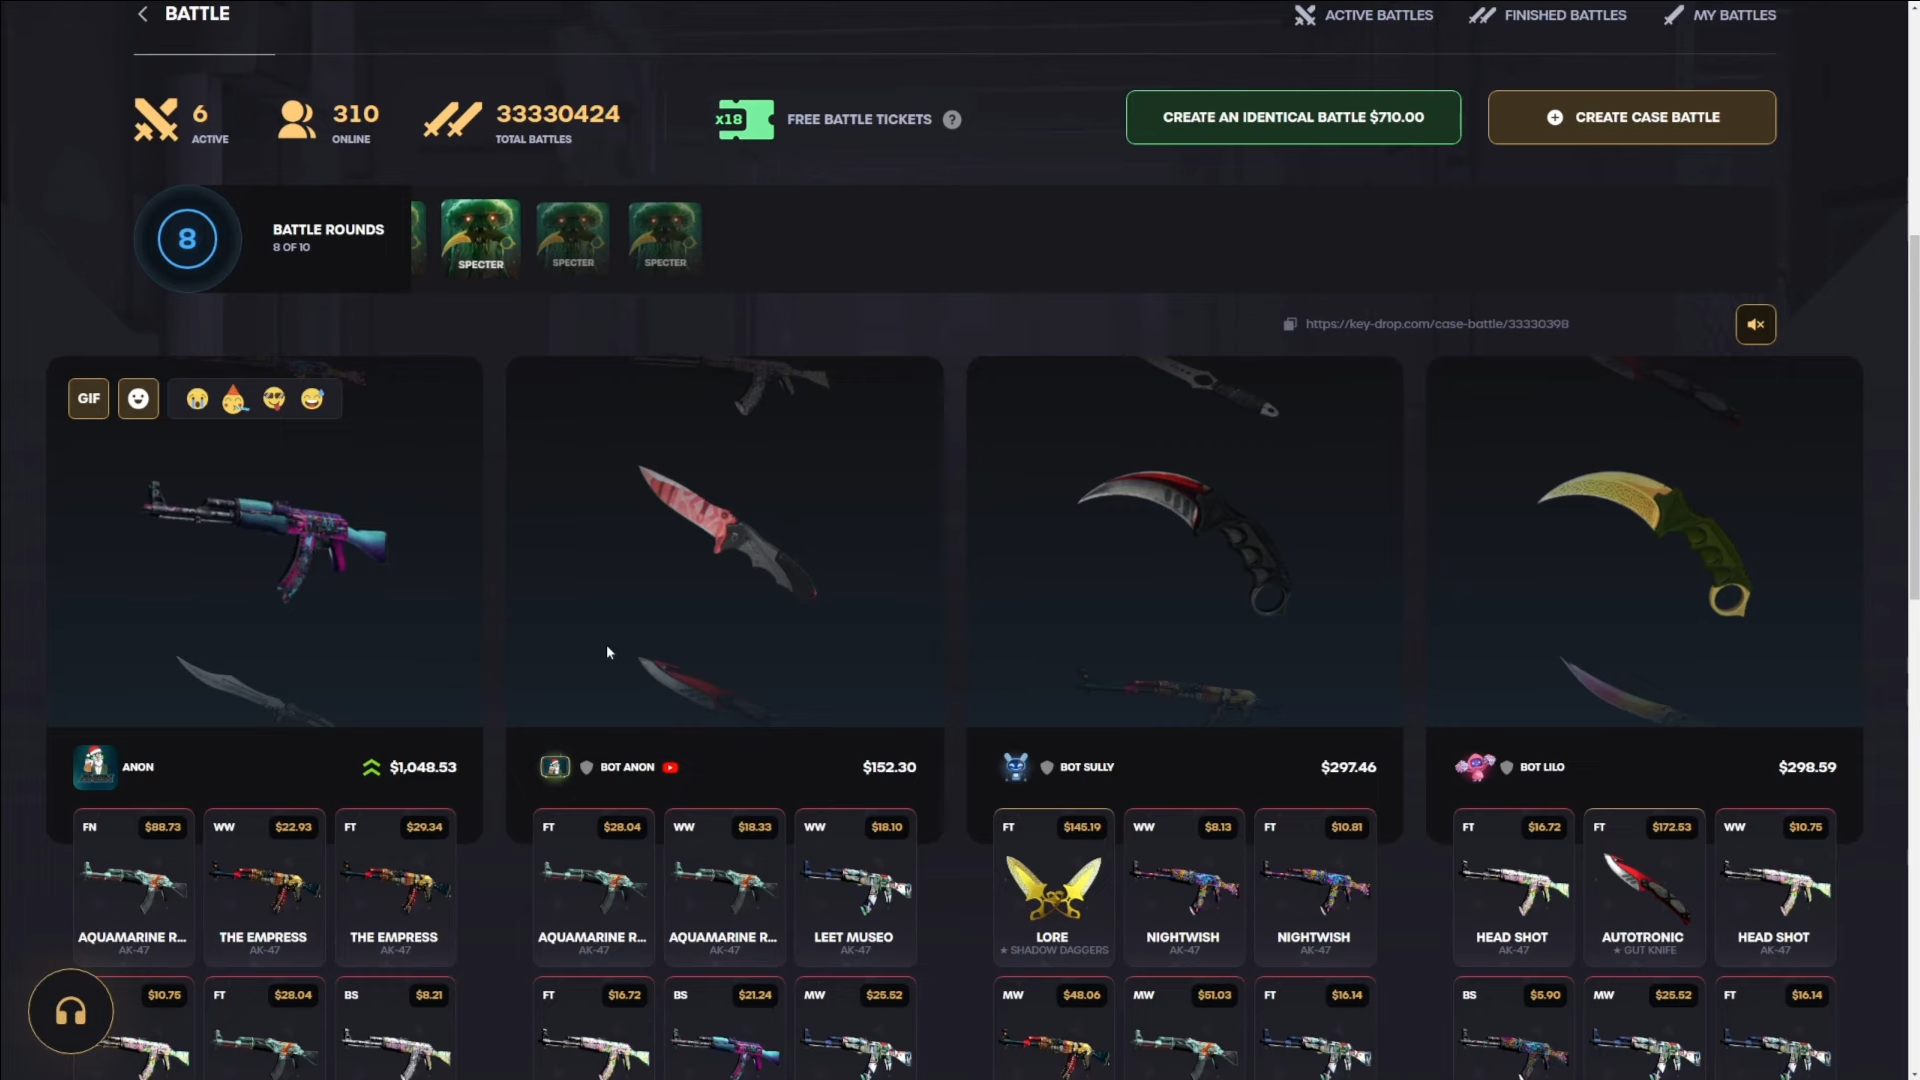 BATTLE
ACTIVE BATTLES
FINISHED BATTLES
MY BATTLES
6
ACTIVE
310
ONLINE
33330424
TOTAL BATTLES
x18
FREE BATTLE TICKETS ?
CREATE AN IDENTICAL BATTLE $710.00
CREATE CASE BATTLE
8
BATTLE ROUNDS
8 OF 10
SPECTER
SPECTER
SPECTER
https://key-drop.com/case-battle/33330398
GIF
ANON
$1,048.53
BOT ANON
$152.30
BOT SULLY
$297.46
BOT LILO
$298.59
FN $88.73
AQUAMARINE R...
AK-47
WW $22.93
THE EMPRESS
AK-47
FT $29.34
THE EMPRESS
AK-47
FT $28.04
AQUAMARINE R...
AK-47
WW $18.33
AQUAMARINE R...
AK-47
WW $18.10
LEET MUSEO
AK-47
FT $145.19
LORE
★ SHADOW DAGGERS
WW $8.13
NIGHTWISH
AK-47
FT $10.81
NIGHTWISH
AK-47
FT $16.72
HEAD SHOT
AK-47
FT $172.53
AUTOTRONIC
★ GUT KNIFE
WW $10.75
HEAD SHOT
AK-47
$10.75
FT $28.04
BS $8.21
FT $16.72
BS $21.24
MW $25.52
MW $48.06
MW $51.03
FT $16.14
BS $5.90
MW $25.52
FT $16.14